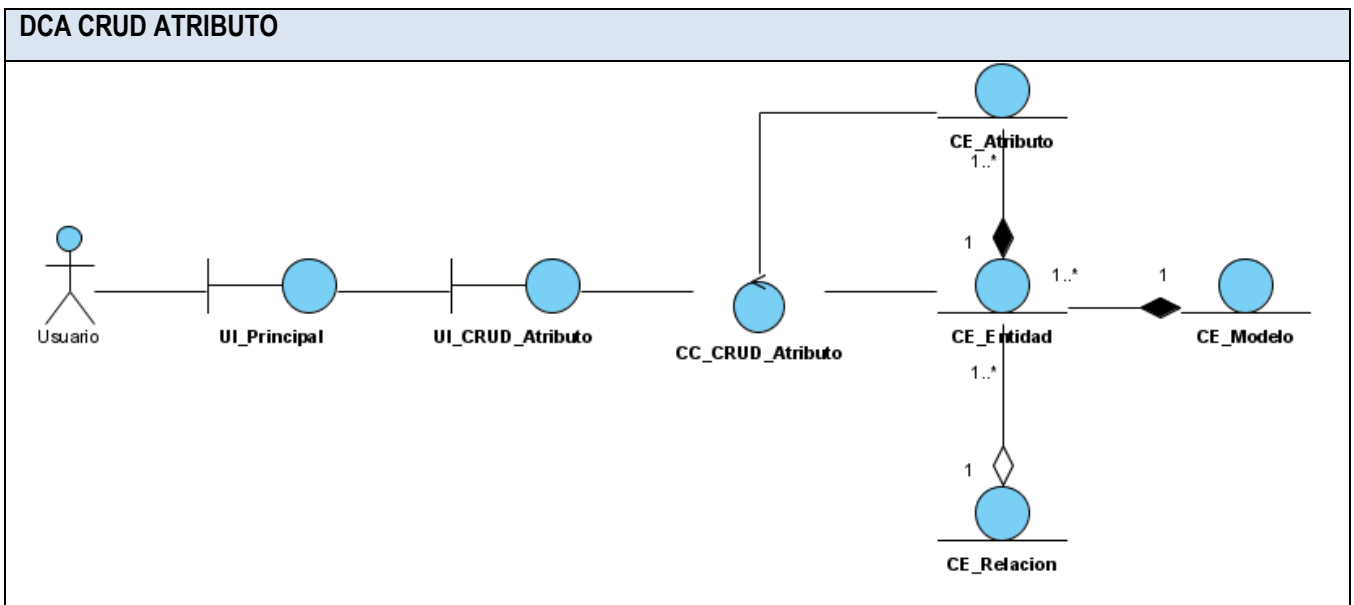 DCA CRUD ATRIBUTO
CE_Atributo
1..*
1
1..*
1
Usuario
UI_Principal
UI_CRUD_Atributo
CC_CRUD_Atributo
CE_Entidad
CE_Modelo
1..*
1
CE_Relacion